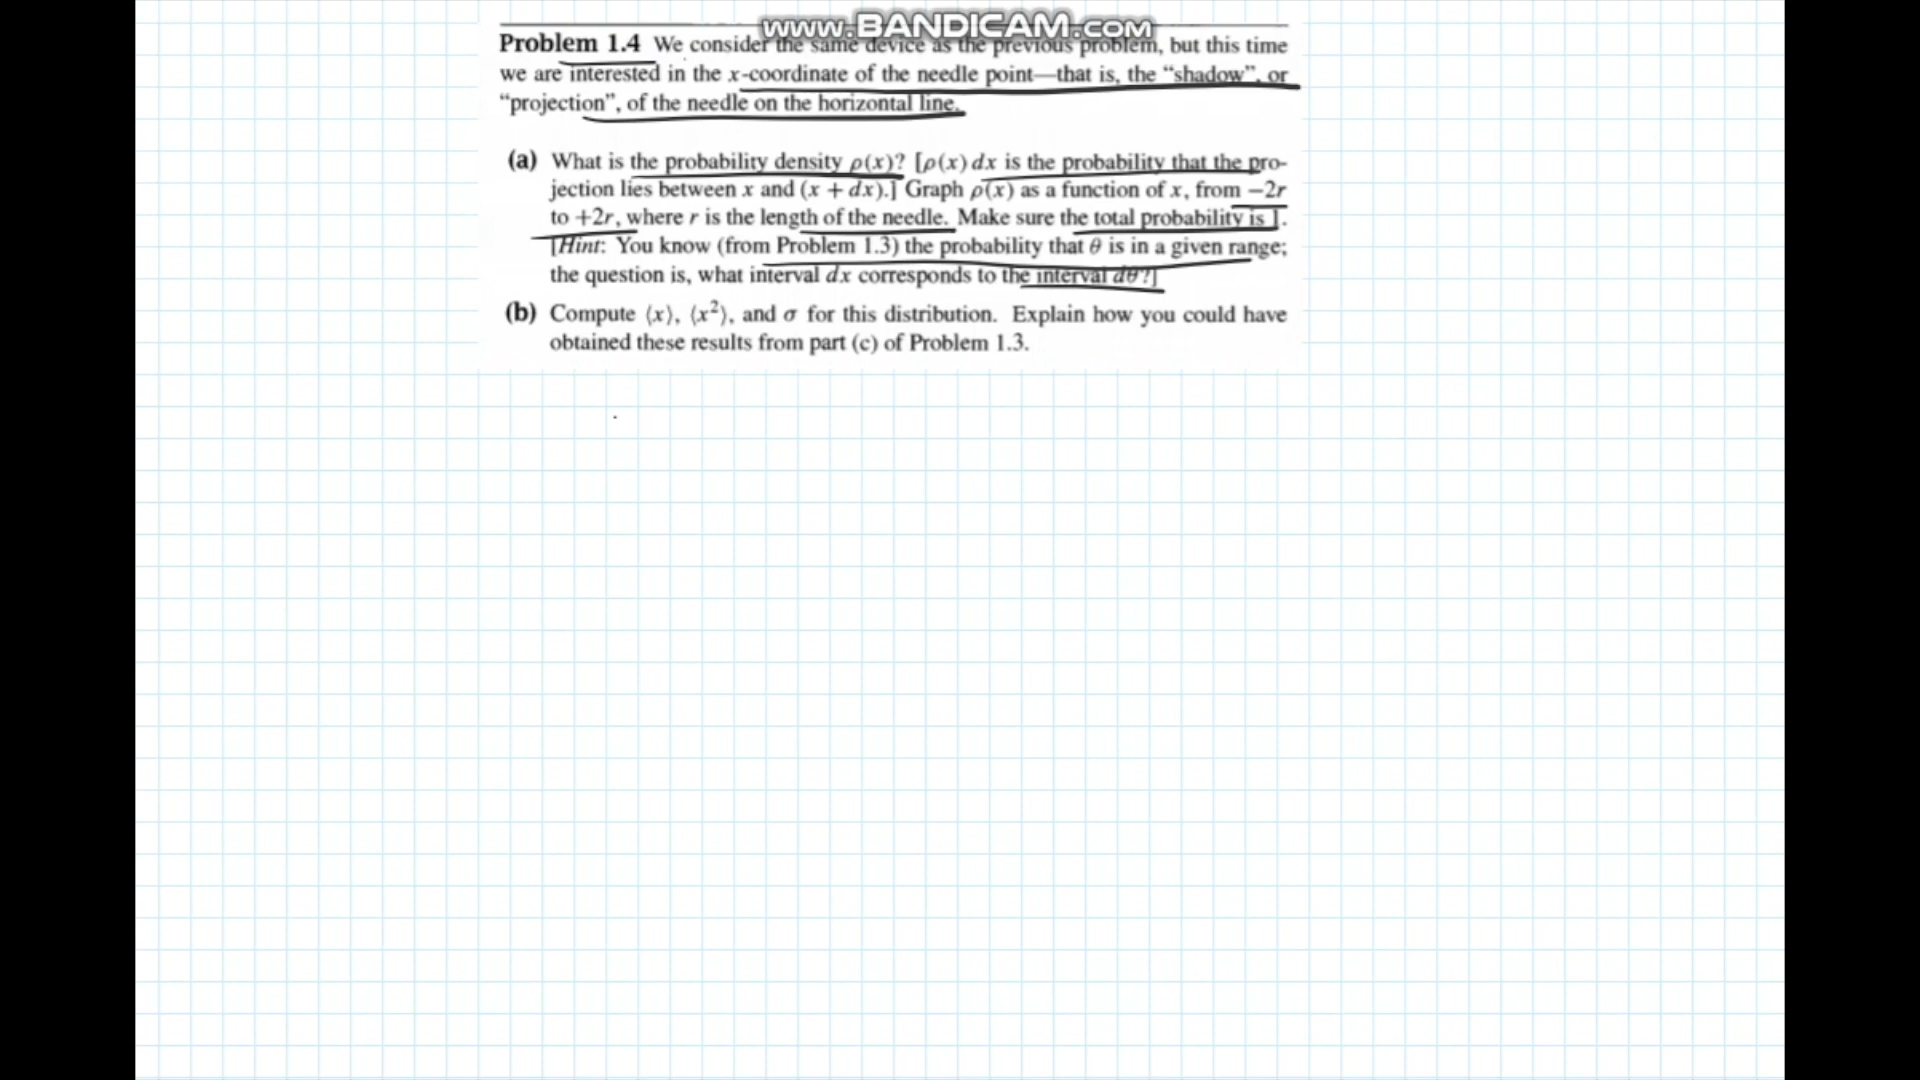 www.BANDICAM.com
Problem 1.4 We consider the same device as the previous problem, but this time
we are interested in the x-coordinate of the needle point—that is, the “shadow”, or
“projection”, of the needle on the horizontal line.
(a) What is the probability density ρ(x)? [ρ(x) dx is the probability that the pro-
jection lies between x and (x + dx).] Graph ρ(x) as a function of x, from −2r
to +2r, where r is the length of the needle. Make sure the total probability is 1.
[Hint: You know (from Problem 1.3) the probability that θ is in a given range;
the question is, what interval dx corresponds to the interval dθ?]
(b) Compute ⟨x⟩, ⟨x²⟩, and σ for this distribution. Explain how you could have
obtained these results from part (c) of Problem 1.3.